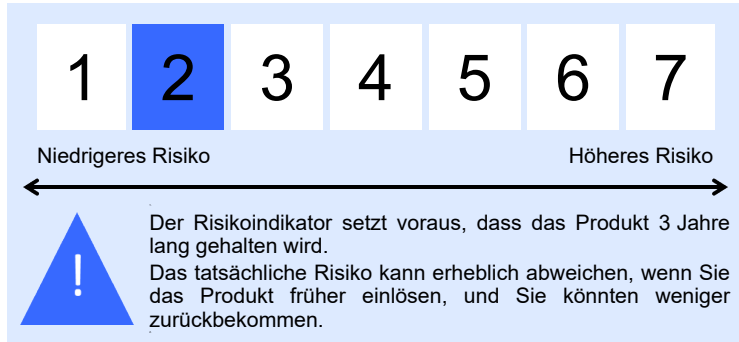 1 2 3 4 5 6 7
Niedrigeres Risiko Höheres Risiko
!
Der Risikoindikator setzt voraus, dass das Produkt 3 Jahre
lang gehalten wird.
Das tatsächliche Risiko kann erheblich abweichen, wenn Sie
das Produkt früher einlösen, und Sie könnten weniger
zurückbekommen.